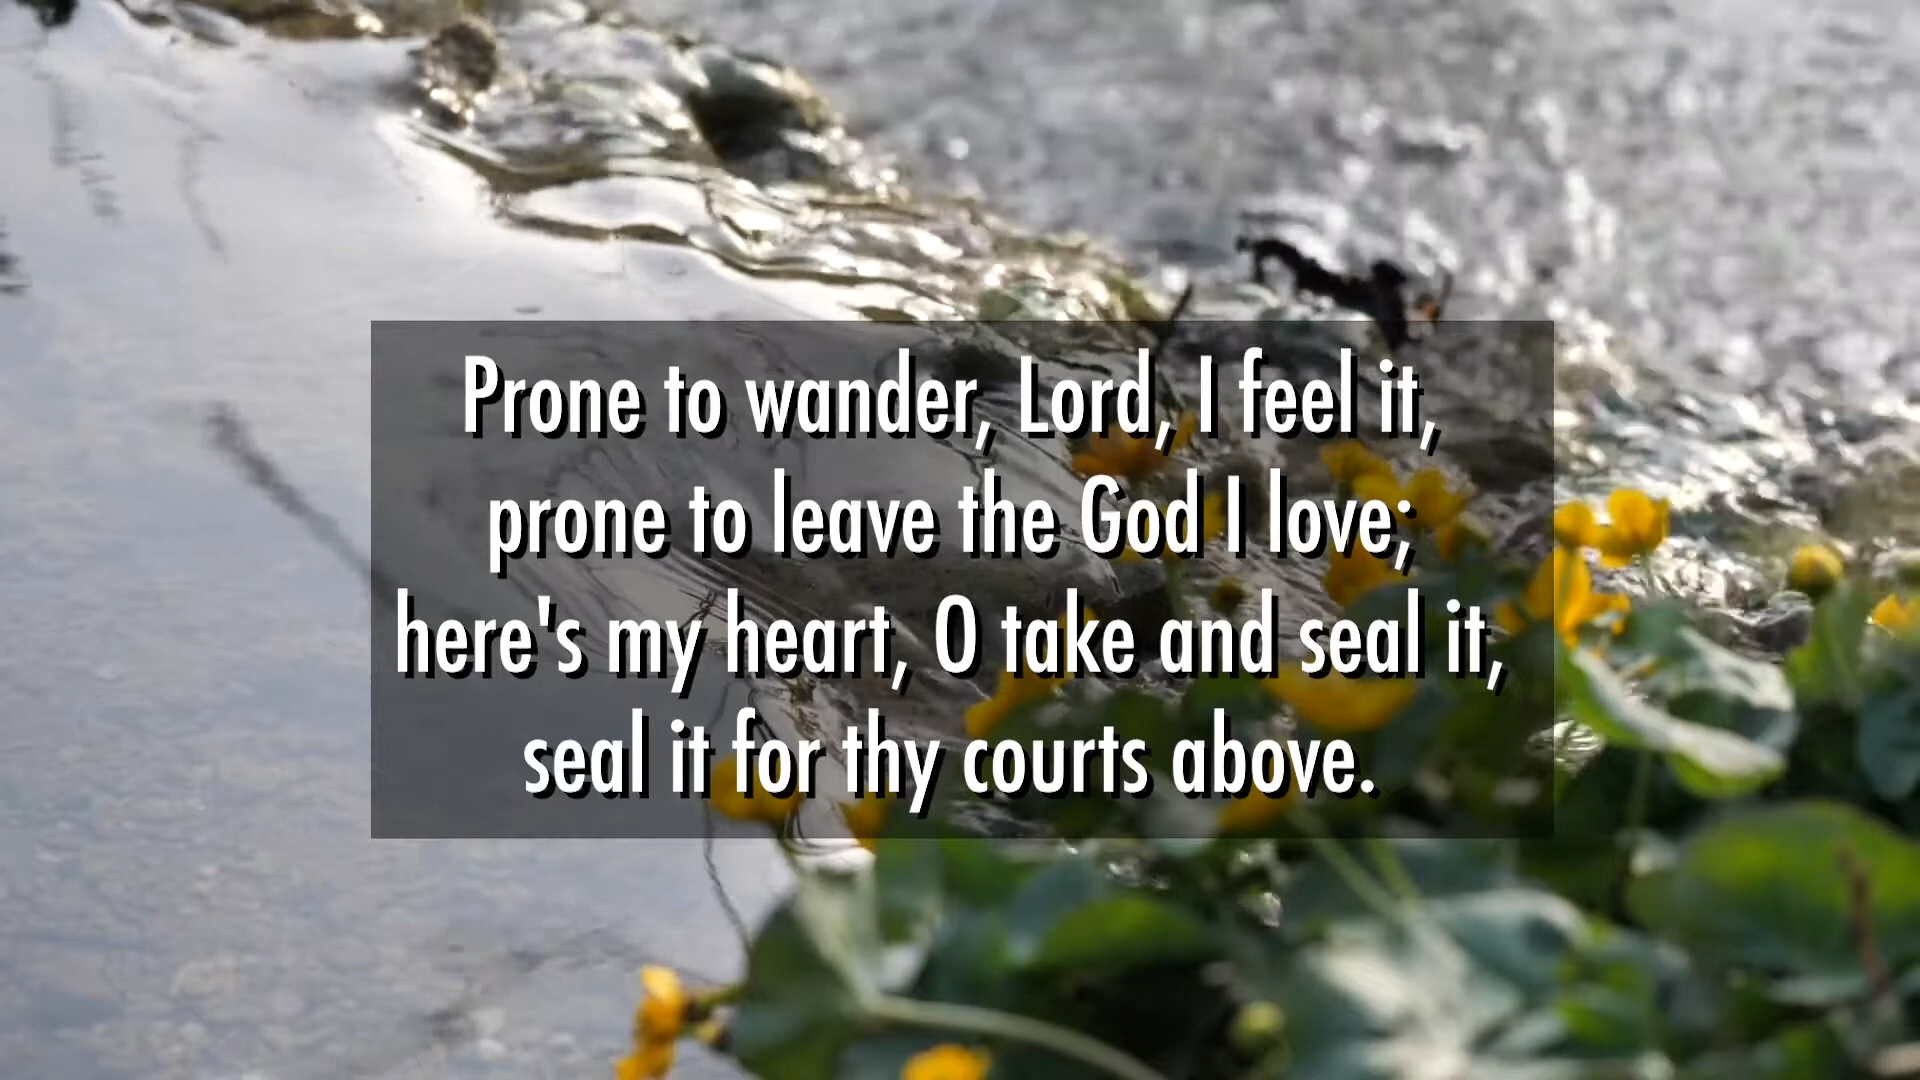 Prone to wander, Lord, I feel it,
prone to leave the God I love;
here's my heart, O take and seal it,
seal it for thy courts above.